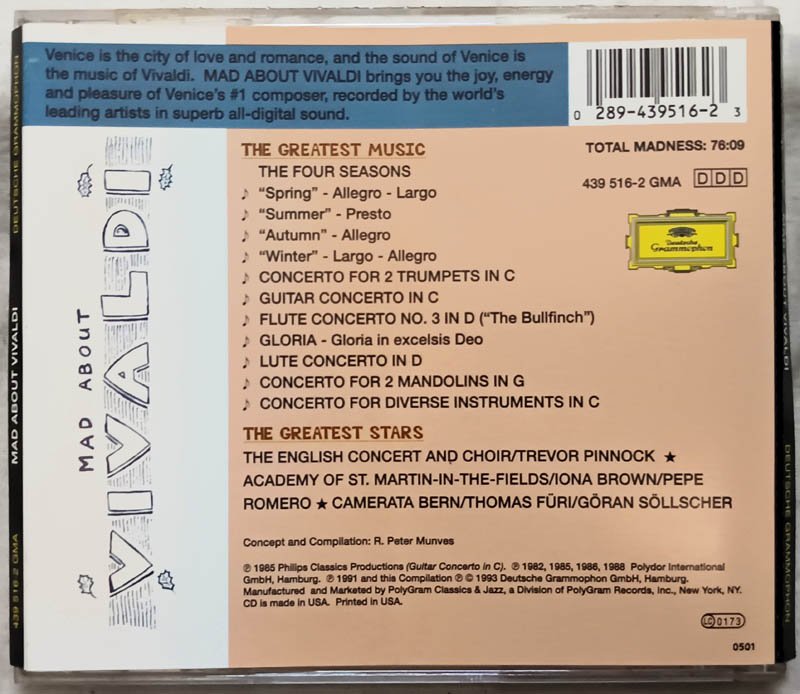 Venice is the city of love and romance, and the sound of Venice is
the music of Vivaldi. MAD ABOUT VIVALDI brings you the joy, energy
and pleasure of Venice's #1 composer, recorded by the world's
leading artists in superb all-digital sound.
0 289-439516-2 3
THE GREATEST MUSIC
THE FOUR SEASONS
♪ "Spring" - Allegro - Largo
♪ "Summer" - Presto
♪ "Autumn" - Allegro
♪ "Winter" - Largo - Allegro
♪ CONCERTO FOR 2 TRUMPETS IN C
♪ GUITAR CONCERTO IN C
♪ FLUTE CONCERTO NO. 3 IN D ("The Bullfinch")
♪ GLORIA - Gloria in excelsis Deo
♪ LUTE CONCERTO IN D
♪ CONCERTO FOR 2 MANDOLINS IN G
♪ CONCERTO FOR DIVERSE INSTRUMENTS IN C
TOTAL MADNESS: 76:09
439 516-2 GMA DDD
Deutsche
Grammophon
THE GREATEST STARS
THE ENGLISH CONCERT AND CHOIR/TREVOR PINNOCK ★
ACADEMY OF ST. MARTIN-IN-THE-FIELDS/IONA BROWN/PEPE
ROMERO ★ CAMERATA BERN/THOMAS FÜRI/GÖRAN SÖLLSCHER
Concept and Compilation: R. Peter Munves
℗ 1985 Philips Classics Productions (Guitar Concerto in C). ℗ 1982, 1985, 1986, 1988 Polydor International
GmbH, Hamburg. ℗ 1991 and this Compilation ℗ © 1993 Deutsche Grammophon GmbH, Hamburg.
Manufactured and Marketed by PolyGram Classics & Jazz, a Division of PolyGram Records, Inc., New York, NY.
CD is made in USA. Printed in USA.
LC 0173
0501
MAD ABOUT
VIVALDI
439 516-2 GMA
MAD ABOUT VIVALDI
DEUTSCHE GRAMMOPHON
MAD ABOUT VIVALDI
DEUTSCHE GRAMMOPHON